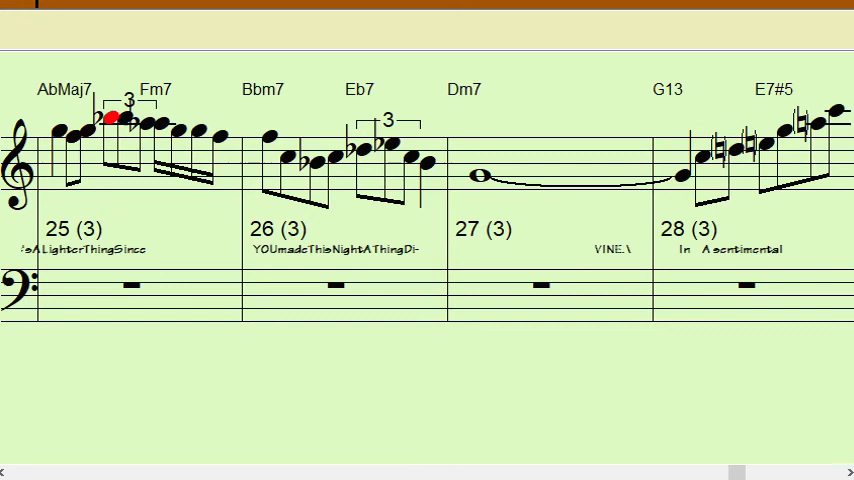 AbMaj7 Fm7 Bbm7 Eb7 Dm7 G13 E7#5
3
3
25 (3) 26 (3) 27 (3) 28 (3)
'sALighterThingSince YOUmadeThisNightAThingDi- VINE.\ In A sentimental